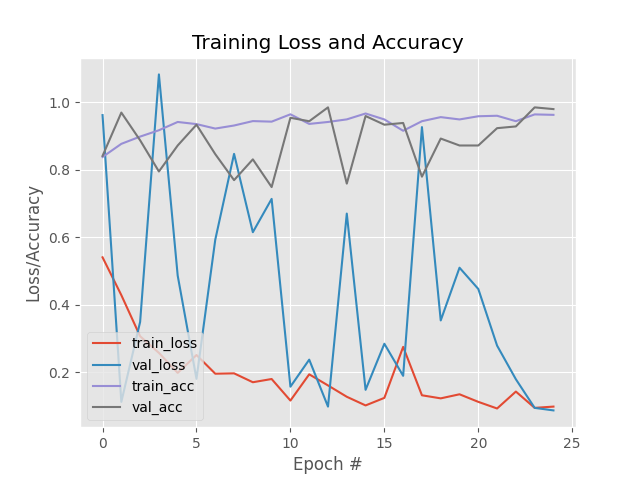 Training Loss and Accuracy
Loss/Accuracy
1.0
0.8
0.6
0.4
0.2
train_loss
val_loss
train_acc
val_acc
0 5 10 15 20 25
Epoch #